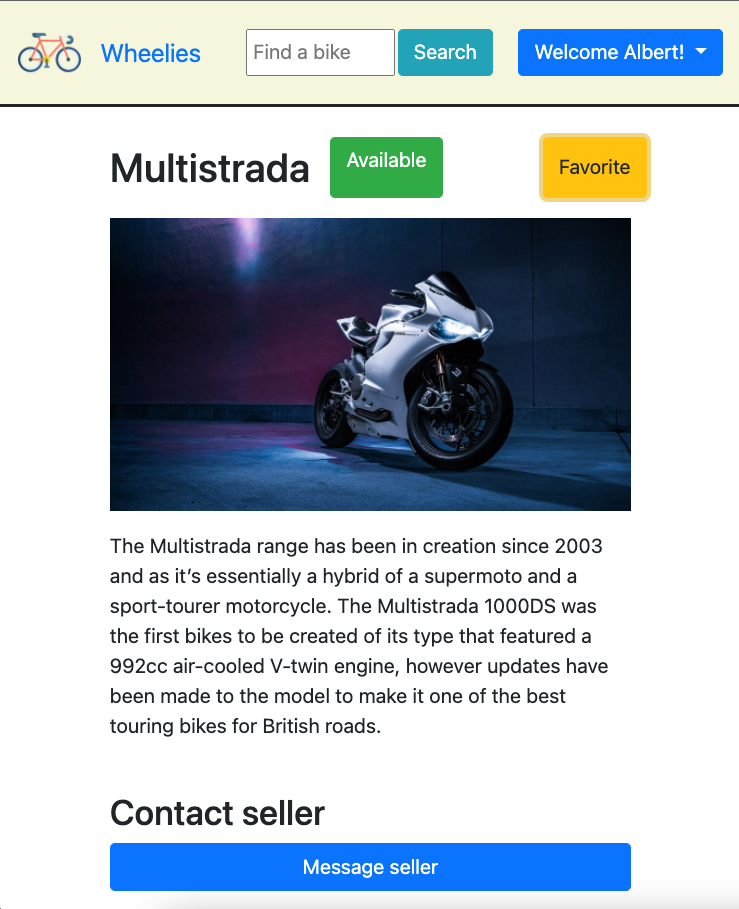 Wheelies
Find a bike
Search
Welcome Albert!
Multistrada
Available
Favorite
The Multistrada range has been in creation since 2003
and as it’s essentially a hybrid of a supermoto and a
sport-tourer motorcycle. The Multistrada 1000DS was
the first bikes to be created of its type that featured a
992cc air-cooled V-twin engine, however updates have
been made to the model to make it one of the best
touring bikes for British roads.
Contact seller
Message seller